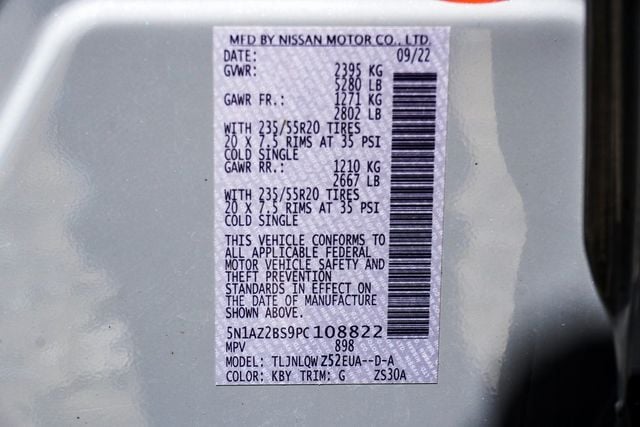 MFD BY NISSAN MOTOR CO., LTD.
DATE: 09/22
GVWR: 2395 KG
5280 LB
GAWR FR.: 1271 KG
2802 LB
WITH 235/55R20 TIRES
20 X 7.5 RIMS AT 35 PSI
COLD SINGLE
GAWR RR.: 1210 KG
2667 LB
WITH 235/55R20 TIRES
20 X 7.5 RIMS AT 35 PSI
COLD SINGLE
THIS VEHICLE CONFORMS TO
ALL APPLICABLE FEDERAL
MOTOR VEHICLE SAFETY AND
THEFT PREVENTION
STANDARDS IN EFFECT ON
THE DATE OF MANUFACTURE
SHOWN ABOVE.
5N1AZ2BS9PC108822
MPV 898
MODEL: TLJNLQWZ52EUA--D-A
COLOR: KBY TRIM: G ZS30A